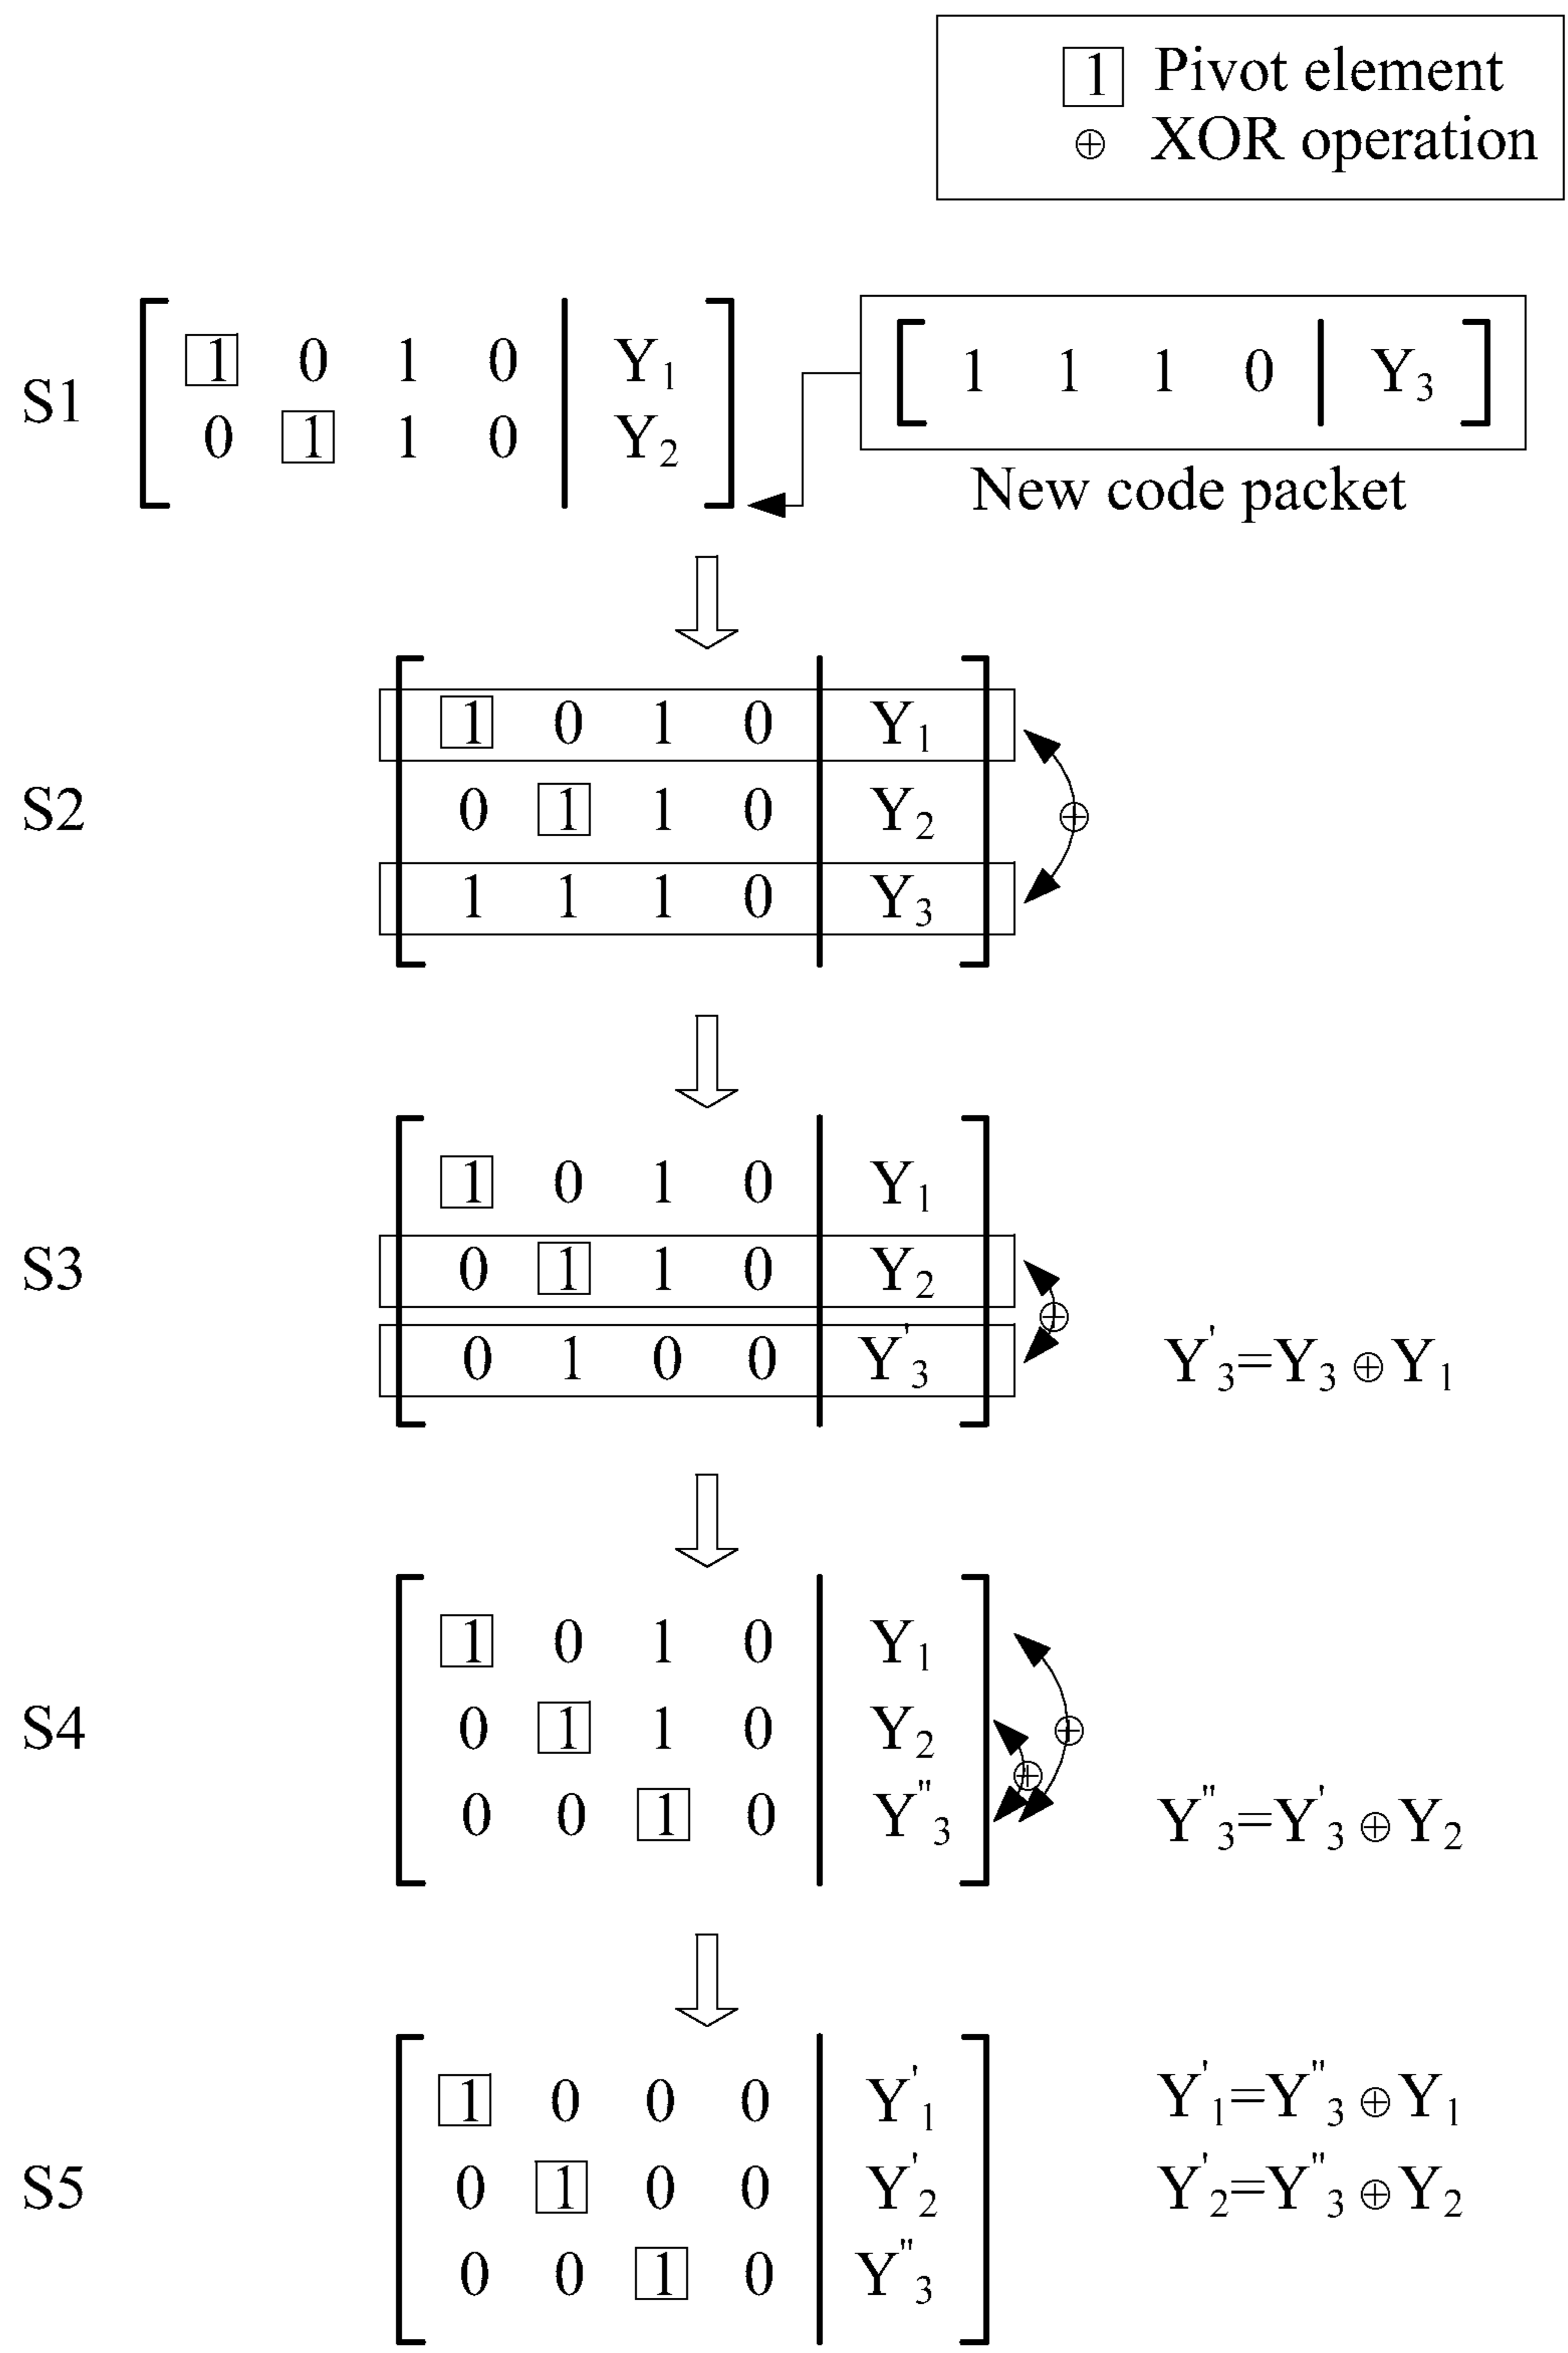 1 Pivot element
⊕ XOR operation
S1
1 0 1 0 Y₁
0 1 1 0 Y₂
1 1 1 0 Y₃
New code packet
S2
1 0 1 0 Y₁
0 1 1 0 Y₂
1 1 1 0 Y₃
⊕
S3
1 0 1 0 Y₁
0 1 1 0 Y₂
0 1 0 0 Y'₃
⊕
Y'₃=Y₃⊕Y₁
S4
1 0 1 0 Y₁
0 1 1 0 Y₂
0 0 1 0 Y"₃
⊕
⊕
Y"₃=Y'₃⊕Y₂
S5
1 0 0 0 Y'₁
0 1 0 0 Y'₂
0 0 1 0 Y"₃
Y'₁=Y"₃⊕Y₁
Y'₂=Y"₃⊕Y₂